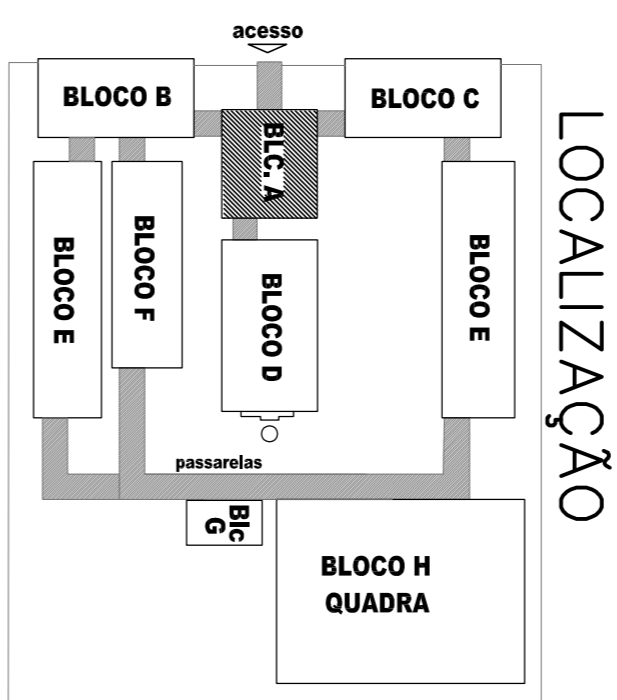 acesso
BLOCO B
BLOCO C
BLC. A
BLOCO E
BLOCO F
BLOCO D
BLOCO E
LOCALIZAÇÃO
passarelas
Blc
G
BLOCO H
QUADRA